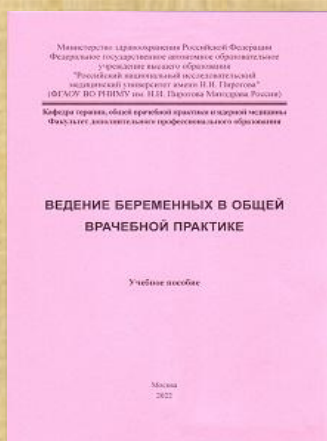 Министерство здравоохранения Российской Федерации
Федеральное государственное автономное образовательное
учреждение высшего образования
"Российский национальный исследовательский
медицинский университет имени Н.И. Пирогова"
(ФГАОУ ВО РНИМУ им. Н.И. Пирогова Минздрава России)
Кафедра терапии, общей врачебной практики и ядерной медицины
Факультет дополнительного профессионального образования
ВЕДЕНИЕ БЕРЕМЕННЫХ В ОБЩЕЙ
ВРАЧЕБНОЙ ПРАКТИКЕ
Учебное пособие
Москва
2022